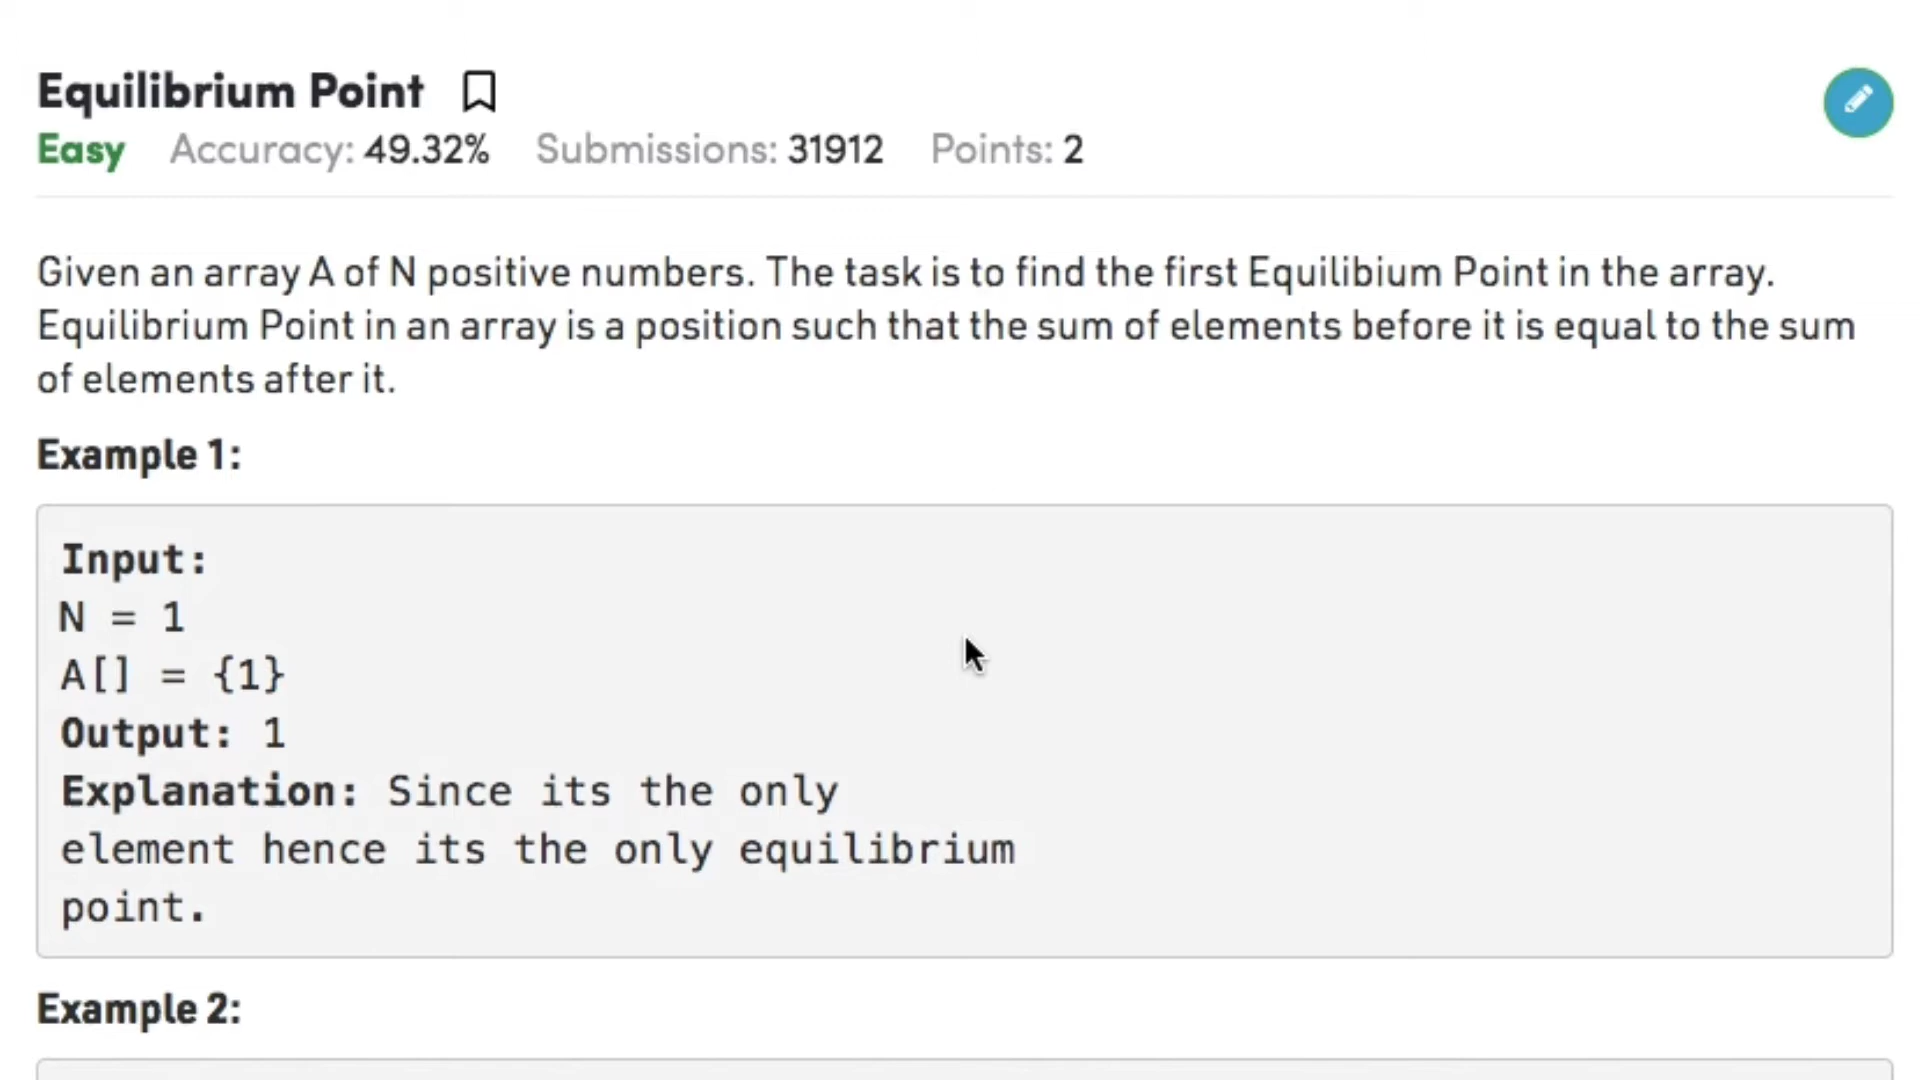 Equilibrium Point
Easy Accuracy: 49.32% Submissions: 31912 Points: 2
Given an array A of N positive numbers. The task is to find the first Equilibium Point in the array.
Equilibrium Point in an array is a position such that the sum of elements before it is equal to the sum
of elements after it.
Example 1:
Input:
N = 1
A[] = {1}
Output: 1
Explanation: Since its the only
element hence its the only equilibrium
point.
Example 2: